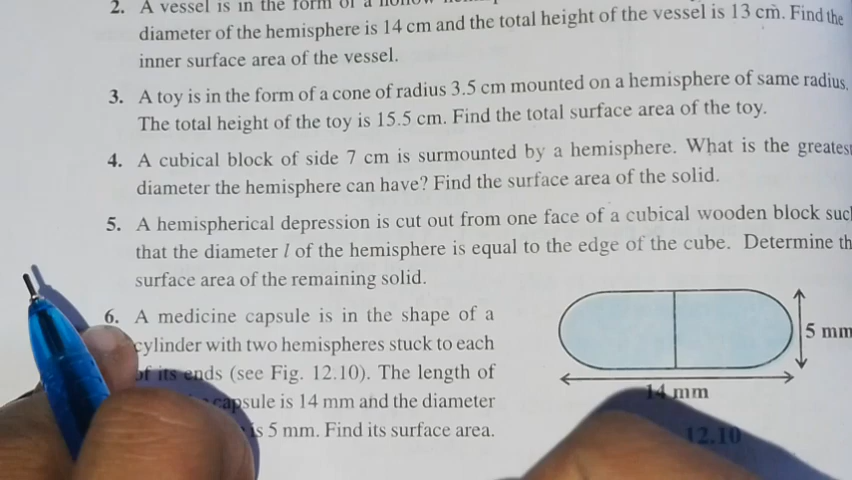 2. A vessel is in the form of a hollow
diameter of the hemisphere is 14 cm and the total height of the vessel is 13 cm. Find the
inner surface area of the vessel.
3. A toy is in the form of a cone of radius 3.5 cm mounted on a hemisphere of same radius.
The total height of the toy is 15.5 cm. Find the total surface area of the toy.
4. A cubical block of side 7 cm is surmounted by a hemisphere. What is the greates
diameter the hemisphere can have? Find the surface area of the solid.
5. A hemispherical depression is cut out from one face of a cubical wooden block suc
that the diameter l of the hemisphere is equal to the edge of the cube. Determine th
surface area of the remaining solid.
6. A medicine capsule is in the shape of a
cylinder with two hemispheres stuck to each
of its ends (see Fig. 12.10). The length of
capsule is 14 mm and the diameter
is 5 mm. Find its surface area.
5 mm
14 mm
12.10